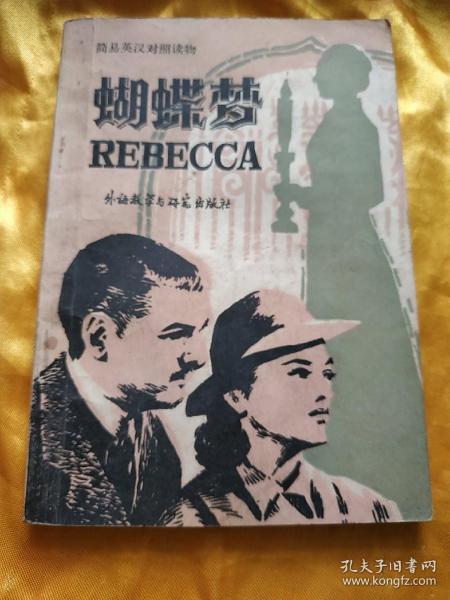 简易英汉对照读物
蝴蝶梦
REBECCA
外语教学与研究出版社
孔夫子旧书网
www.kongfz.com